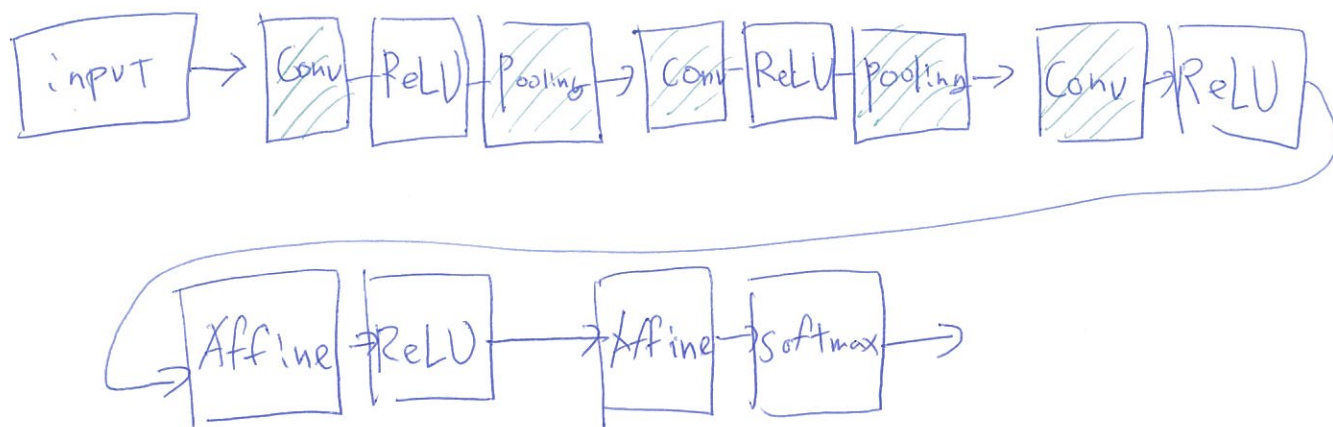 input Conv ReLU Pooling Conv ReLU Pooling Conv ReLU
Affine ReLU Affine softmax